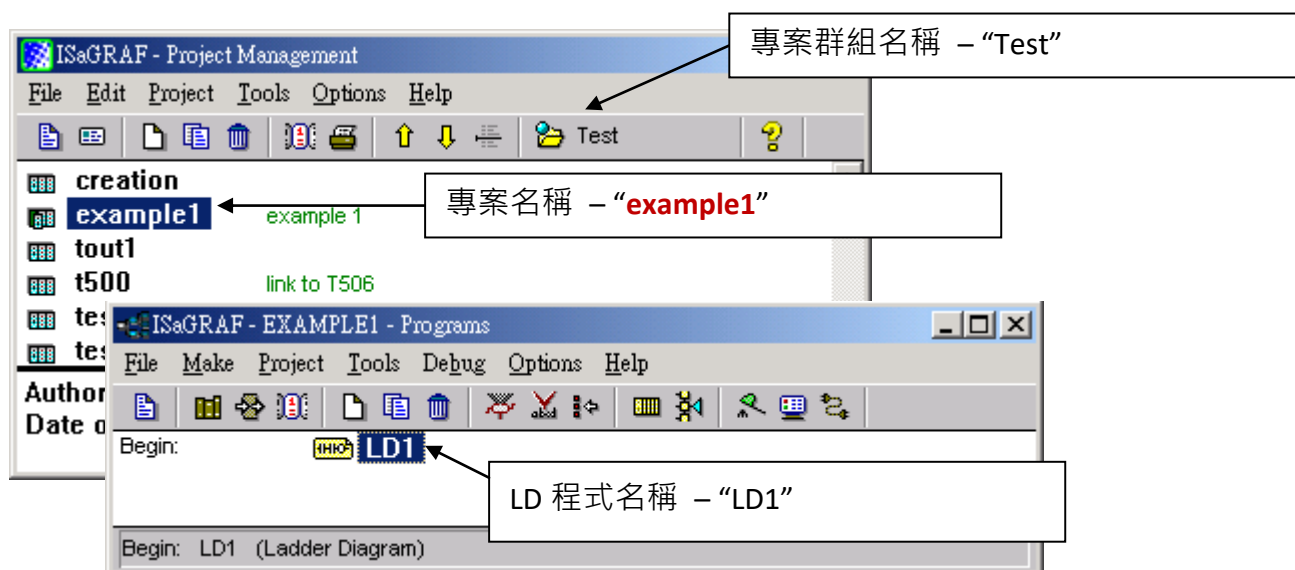 專案群組名稱 – “Test”
ISaGRAF - Project Management
File Edit Project Tools Options Help
Test
creation
專案名稱 – “example1”
example1 example 1
tout1
t500 link to T506
ISaGRAF - EXAMPLE1 - Programs
File Make Project Tools Debug Options Help
Begin: LD1
LD 程式名稱 – “LD1”
Begin: LD1 (Ladder Diagram)